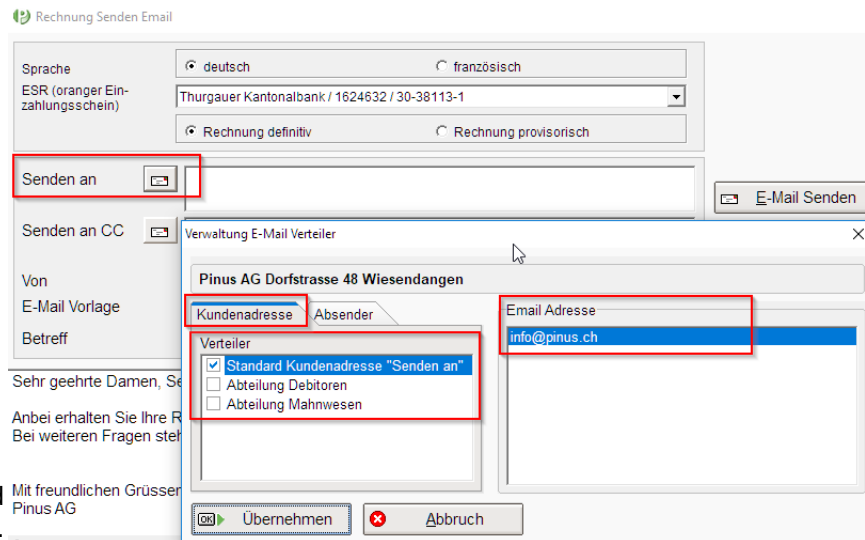 Rechnung Senden Email
Sprache
deutsch
französisch
ESR (oranger Ein-
zahlungsschein)
Thurgauer Kantonalbank / 1624632 / 30-38113-1
Rechnung definitiv
Rechnung provisorisch
Senden an
E-Mail Senden
Senden an CC
Verwaltung E-Mail Verteiler
Von
E-Mail Vorlage
Betreff
Pinus AG Dorfstrasse 48 Wiesendangen
Kundenadresse
Absender
Email Adresse
info@pinus.ch
Verteiler
Standard Kundenadresse "Senden an"
Abteilung Debitoren
Abteilung Mahnwesen
Sehr geehrte Damen,
Anbei erhalten Sie Ihre
Bei weiteren Fragen
Mit freundlichen
Pinus AG
OK
Übernehmen
Abbruch